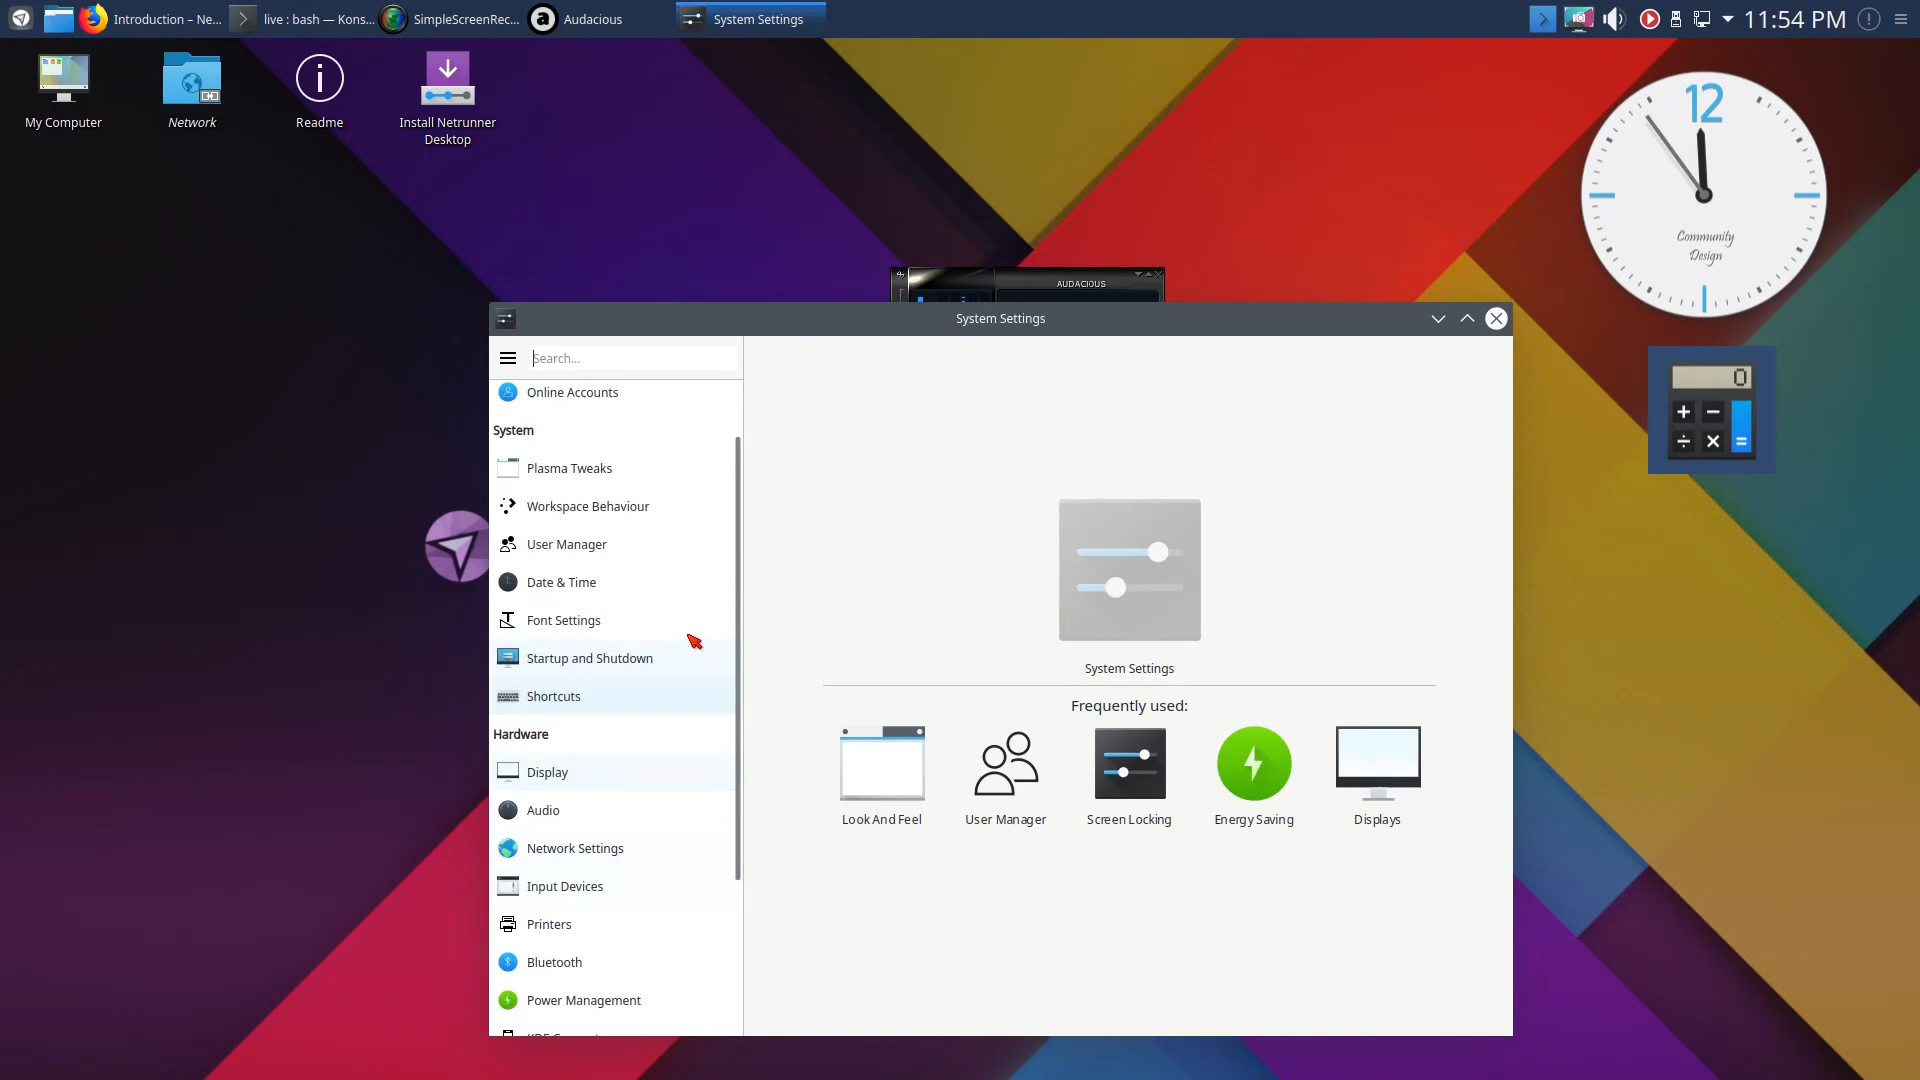 Introduction – Ne...
live : bash — Kons...
SimpleScreenRec...
Audacious
System Settings
11:54 PM
My Computer
Network
Readme
Install Netrunner
Desktop
12
Community
Design
0
AUDACIOUS
System Settings
Search...
Online Accounts
System
Plasma Tweaks
Workspace Behaviour
User Manager
Date & Time
Font Settings
Startup and Shutdown
Shortcuts
Hardware
Display
Audio
Network Settings
Input Devices
Printers
Bluetooth
Power Management
System Settings
Frequently used:
Look And Feel
User Manager
Screen Locking
Energy Saving
Displays